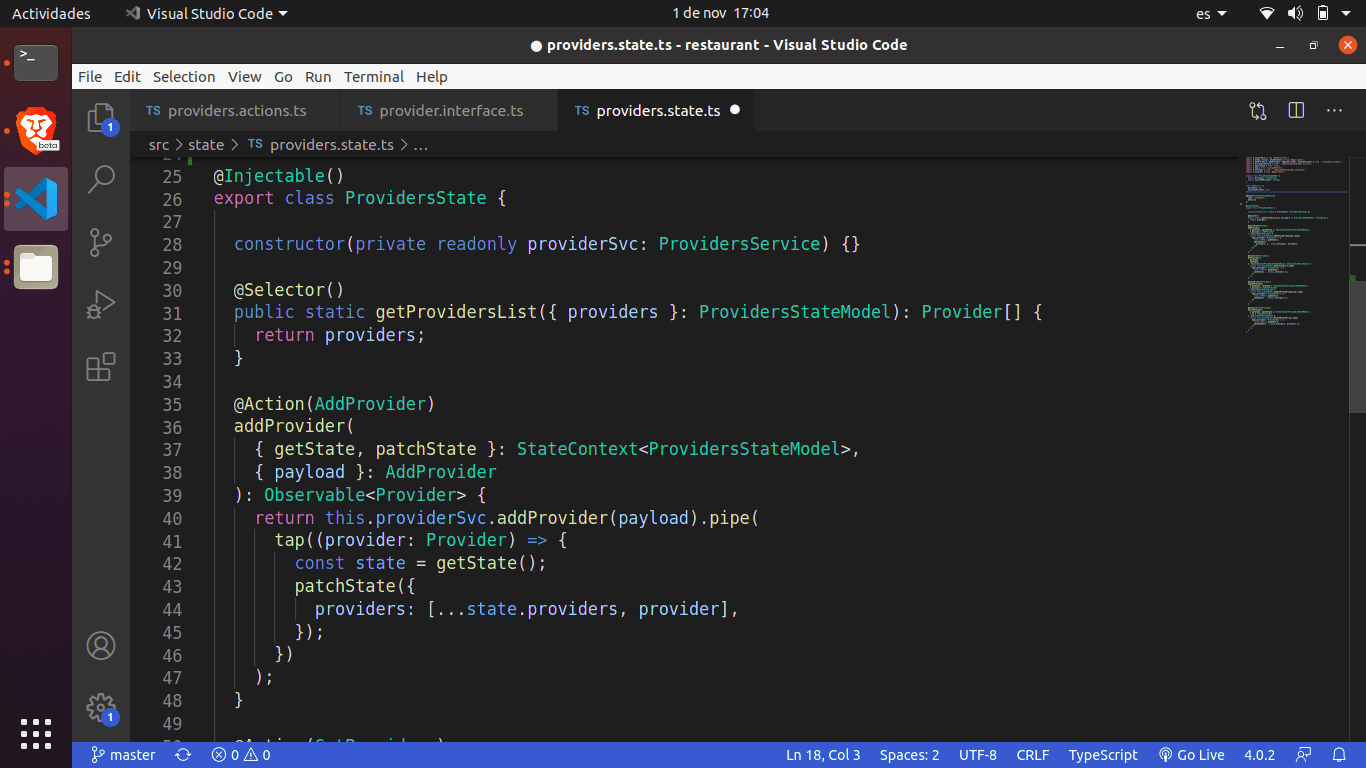 Actividades
Visual Studio Code
1 de nov 17:04
es
providers.state.ts - restaurant - Visual Studio Code
File Edit Selection View Go Run Terminal Help
TS providers.actions.ts
TS provider.interface.ts
TS providers.state.ts
src > state > TS providers.state.ts > ...
25 @Injectable()
26 export class ProvidersState {
27
28 constructor(private readonly providerSvc: ProvidersService) {}
29
30 @Selector()
31 public static getProvidersList({ providers }: ProvidersStateModel): Provider[] {
32 return providers;
33 }
34
35 @Action(AddProvider)
36 addProvider(
37 { getState, patchState }: StateContext<ProvidersStateModel>,
38 { payload }: AddProvider
39 ): Observable<Provider> {
40 return this.providerSvc.addProvider(payload).pipe(
41 tap((provider: Provider) => {
42 const state = getState();
43 patchState({
44 providers: [...state.providers, provider],
45 });
46 })
47 );
48 }
49
>_
beta
1
1
master
0 0
Ln 18, Col 3
Spaces: 2
UTF-8
CRLF
TypeScript
Go Live
4.0.2